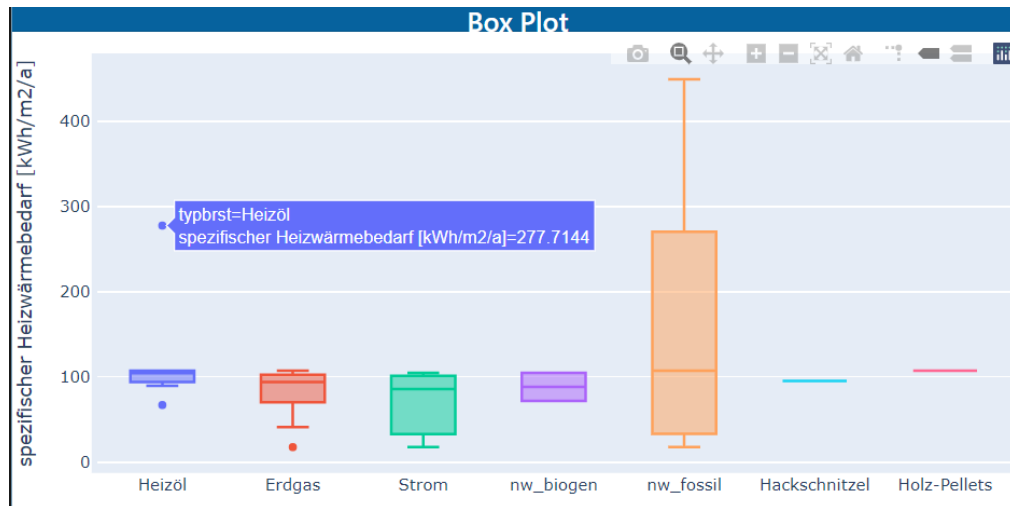 Box Plot
spezifischer Heizwärmebedarf [kWh/m2/a]
400
300
200
100
0
typbrst=Heizöl
spezifischer Heizwärmebedarf [kWh/m2/a]=277.7144
Heizöl Erdgas Strom nw_biogen nw_fossil Hackschnitzel Holz-Pellets